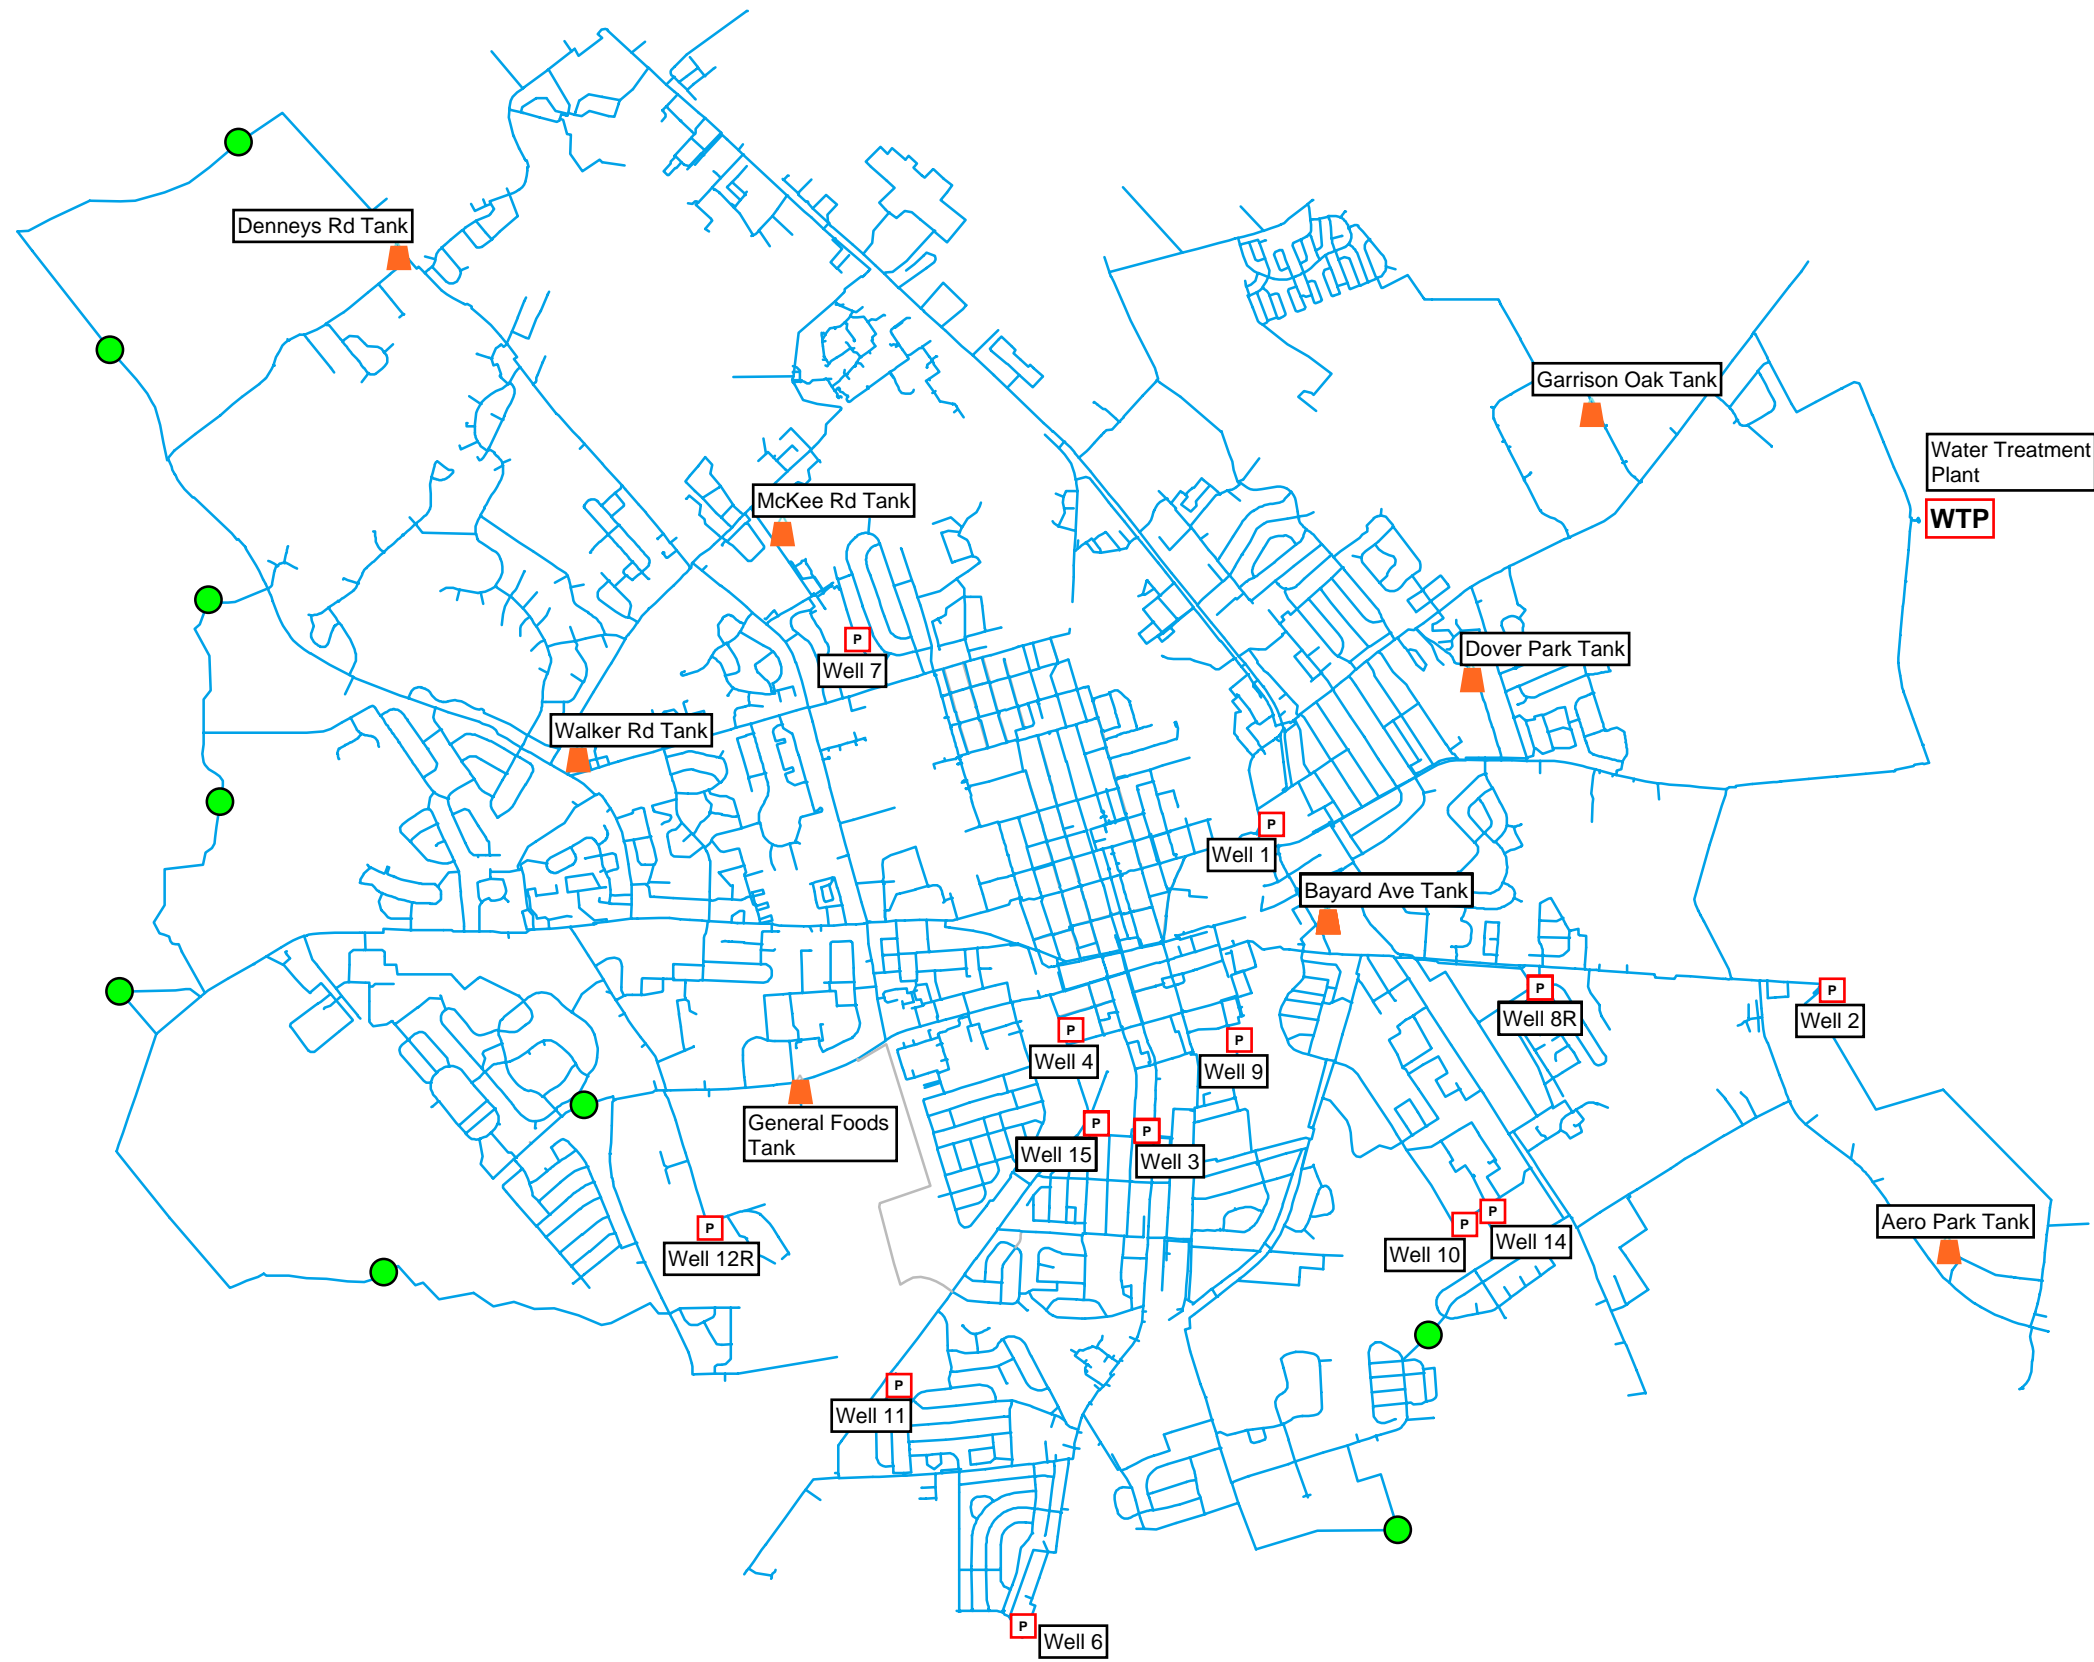 Denneys Rd Tank
Garrison Oak Tank
Water Treatment
Plant
WTP
McKee Rd Tank
P
Well 7
Dover Park Tank
Walker Rd Tank
P
Well 1
Bayard Ave Tank
P
Well 8R
P
Well 2
P
Well 4
P
Well 9
General Foods
Tank
P
Well 15
P
Well 3
P
Well 12R
P
Well 10
P
Well 14
Aero Park Tank
P
Well 11
P
Well 6